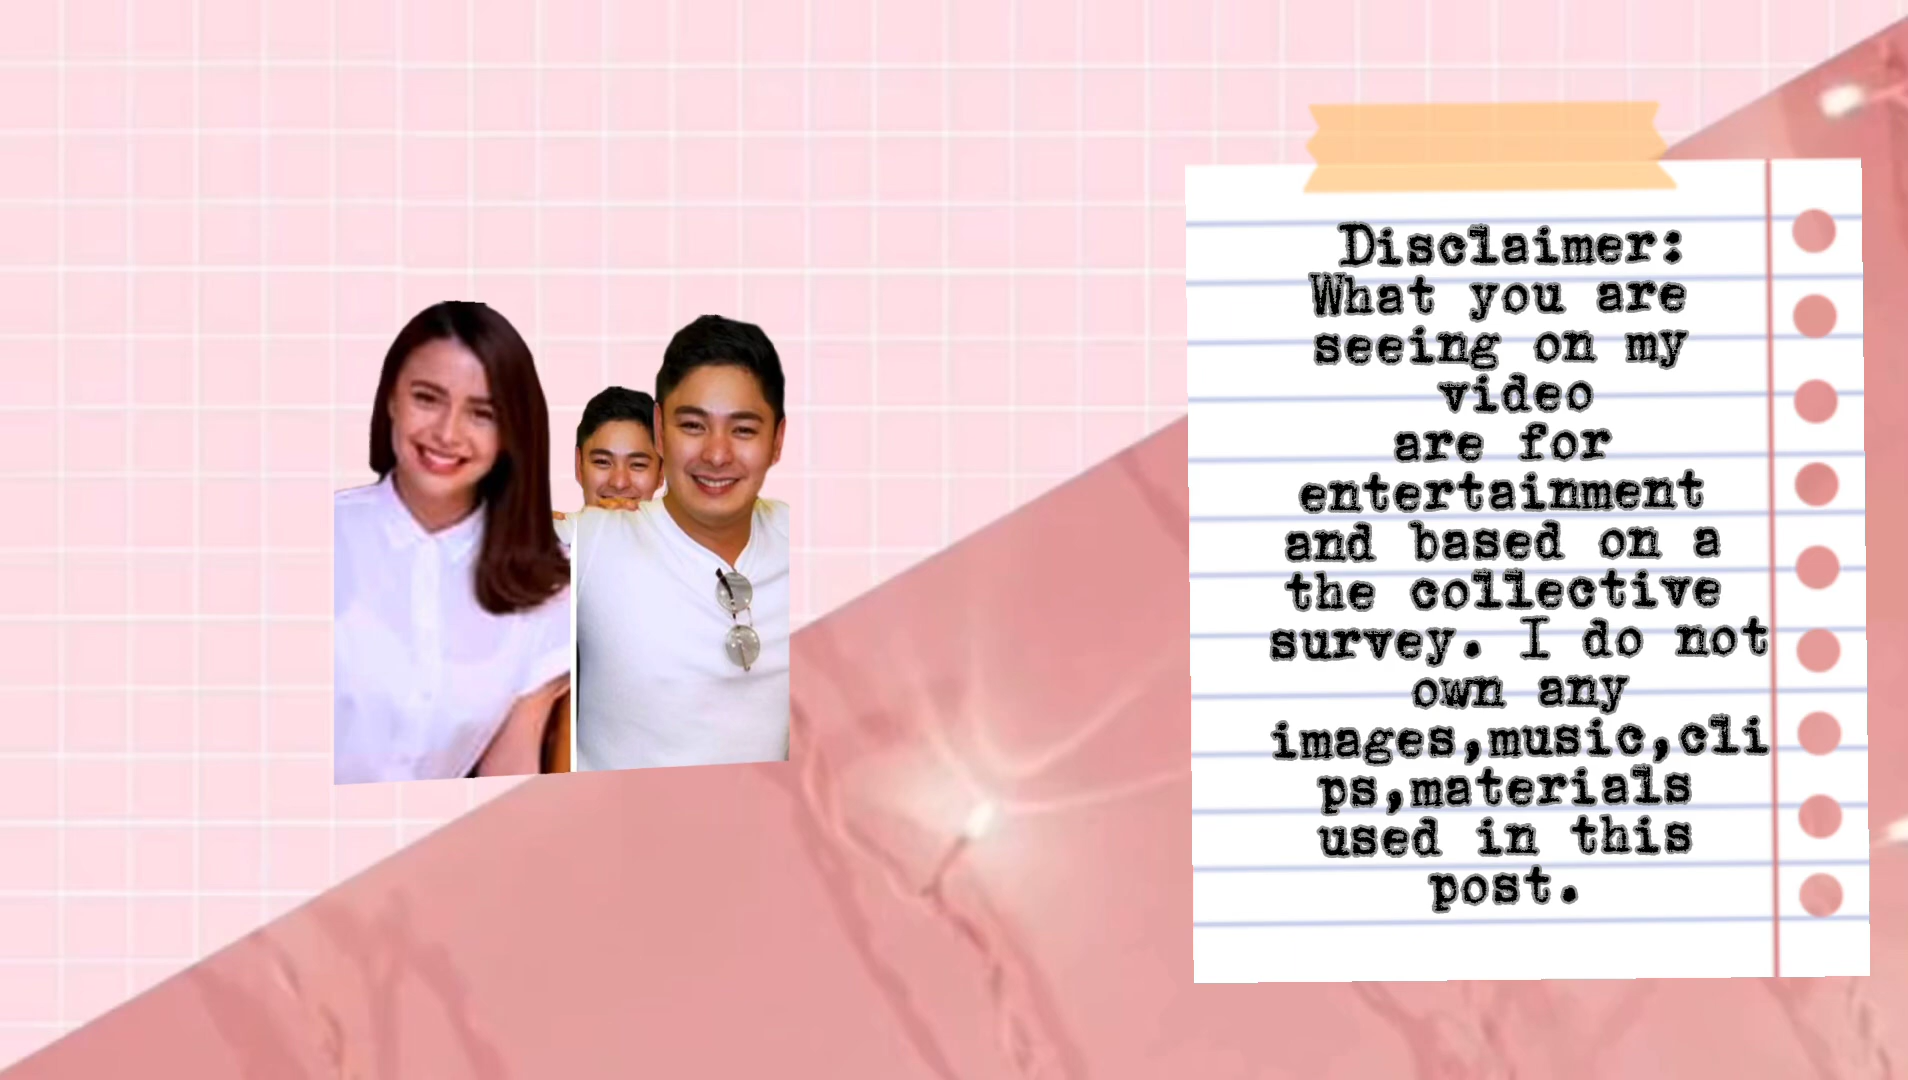 Disclaimer:
What you are
seeing on my
video
are for
entertainment
and based on a
the collective
survey. I do not
own any
images,music,cli
ps,materials
used in this
post.